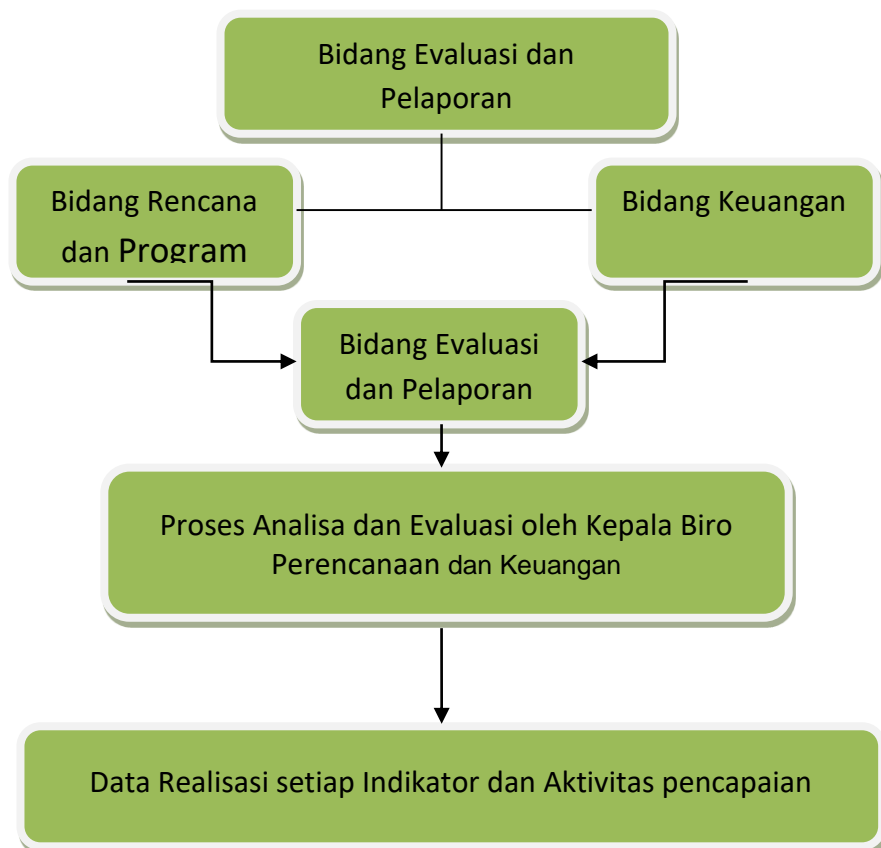 Bidang Evaluasi dan
Pelaporan
Bidang Rencana
dan Program
Bidang Keuangan
Bidang Evaluasi
dan Pelaporan
Proses Analisa dan Evaluasi oleh Kepala Biro
Perencanaan dan Keuangan
Data Realisasi setiap Indikator dan Aktivitas pencapaian